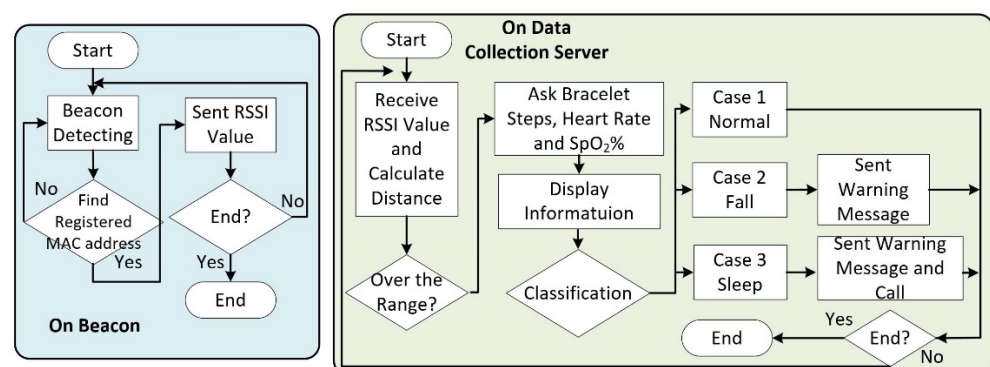 Start
Beacon
Detecting
No
Find
Registered
MAC address
Yes
Sent RSSI
Value
End?
No
Yes
End
On Beacon
On Data
Collection Server
Start
Receive
RSSI Value
and
Calculate
Distance
Over the
Range?
Ask Bracelet
Steps, Heart Rate
and SpO₂%
Display
Informatuion
Classification
Case 1
Normal
Case 2
Fall
Sent
Warning
Message
Case 3
Sleep
Sent Warning
Message and
Call
End?
Yes
No
End